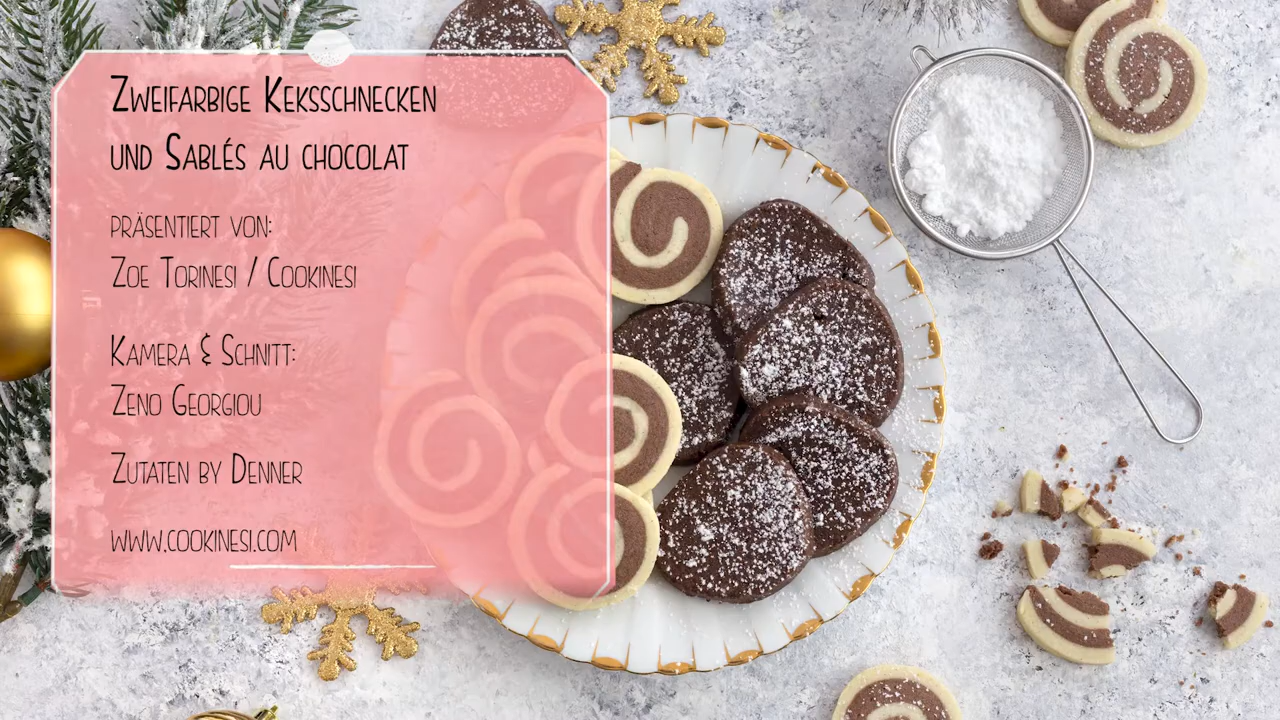 Zweifarbige Keksschnecken
und Sablés au chocolat
präsentiert von:
Zoe Torinesi / Cookinesi
Kamera & Schnitt:
Zeno Georgiou
Zutaten by Denner
www.cookinesi.com